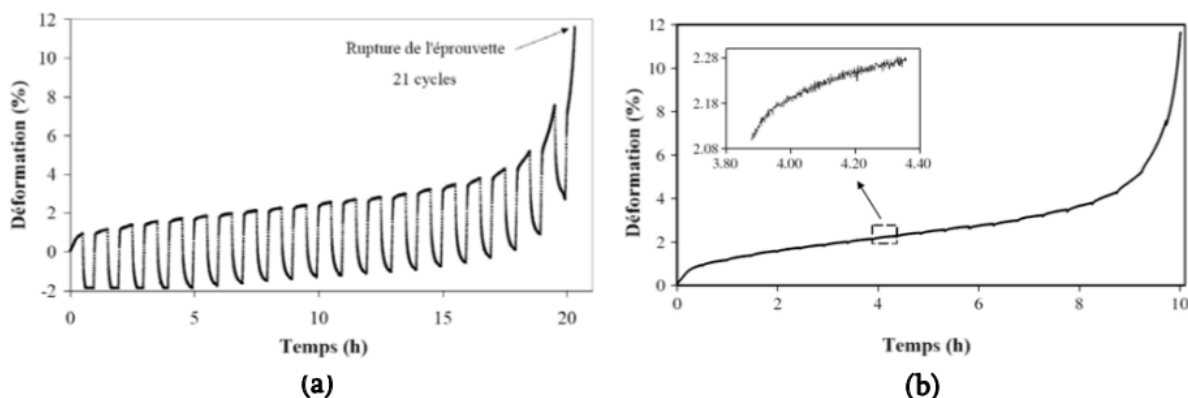 12
10
8
6
4
2
0
-2
Déformation (%)
Rupture de l'éprouvette
21 cycles
0 5 10 15 20
Temps (h)
(a)
12
10
8
6
4
2
0
Déformation (%)
2.28
2.18
2.08
3.80 4.00 4.20 4.40
0 2 4 6 8 10
Temps (h)
(b)